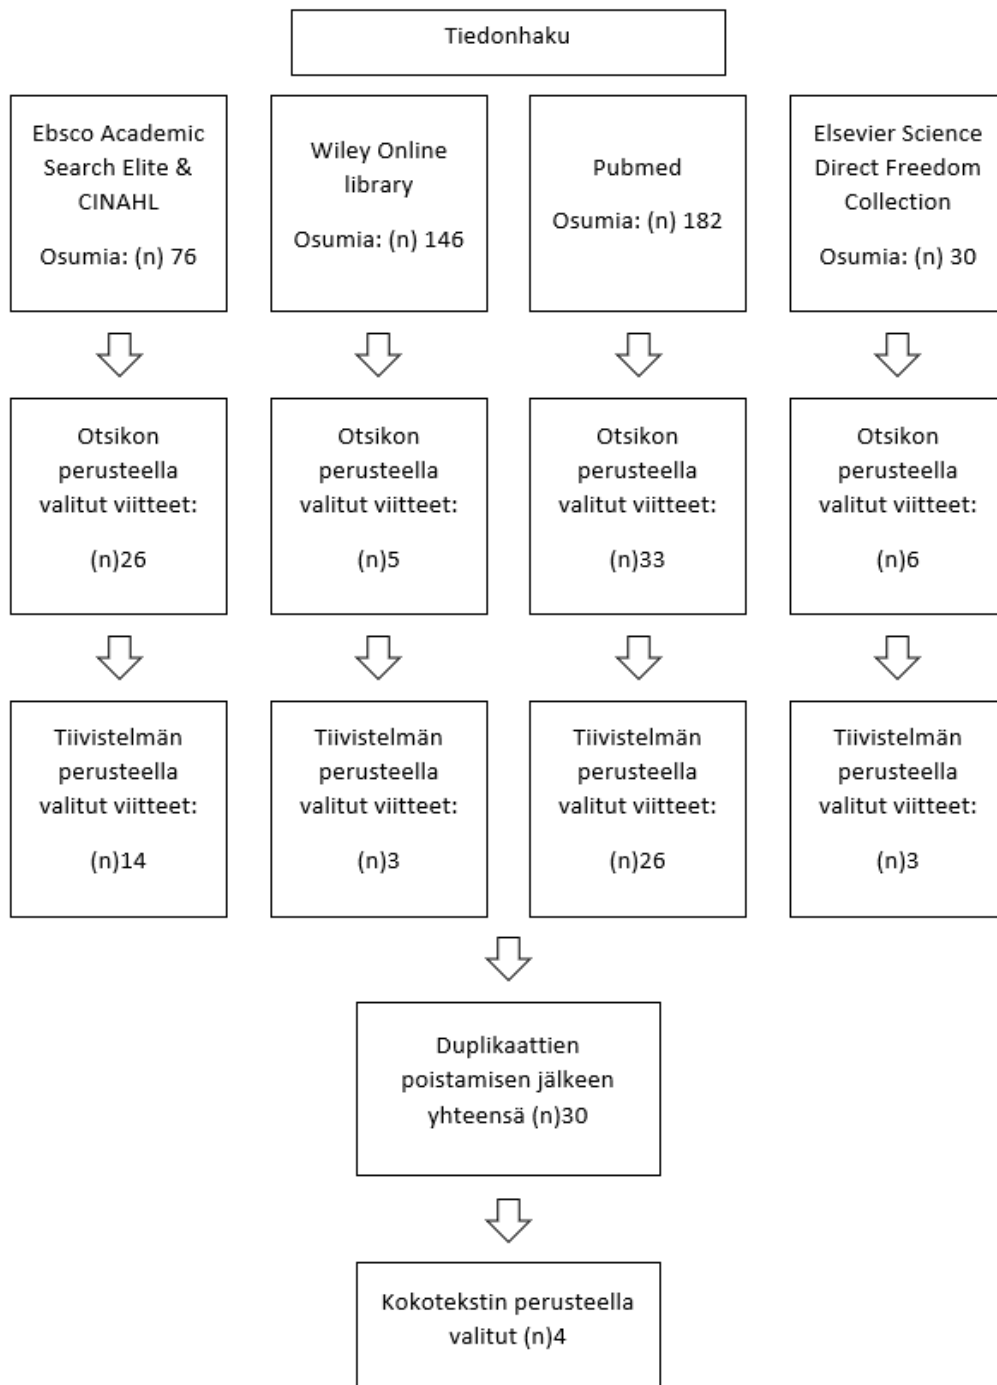 Tiedonhaku
Ebsco Academic
Search Elite &
CINAHL
Osumia: (n) 76
Wiley Online
library
Osumia: (n) 146
Pubmed
Osumia: (n) 182
Elsevier Science
Direct Freedom
Collection
Osumia: (n) 30
Otsikon
perusteella
valitut viitteet:
(n)26
Otsikon
perusteella
valitut viitteet:
(n)5
Otsikon
perusteella
valitut viitteet:
(n)33
Otsikon
perusteella
valitut viitteet:
(n)6
Tiivistelmän
perusteella
valitut viitteet:
(n)14
Tiivistelmän
perusteella
valitut viitteet:
(n)3
Tiivistelmän
perusteella
valitut viitteet:
(n)26
Tiivistelmän
perusteella
valitut viitteet:
(n)3
Duplikaattien
poistamisen jälkeen
yhteensä (n)30
Kokotekstin perusteella
valitut (n)4